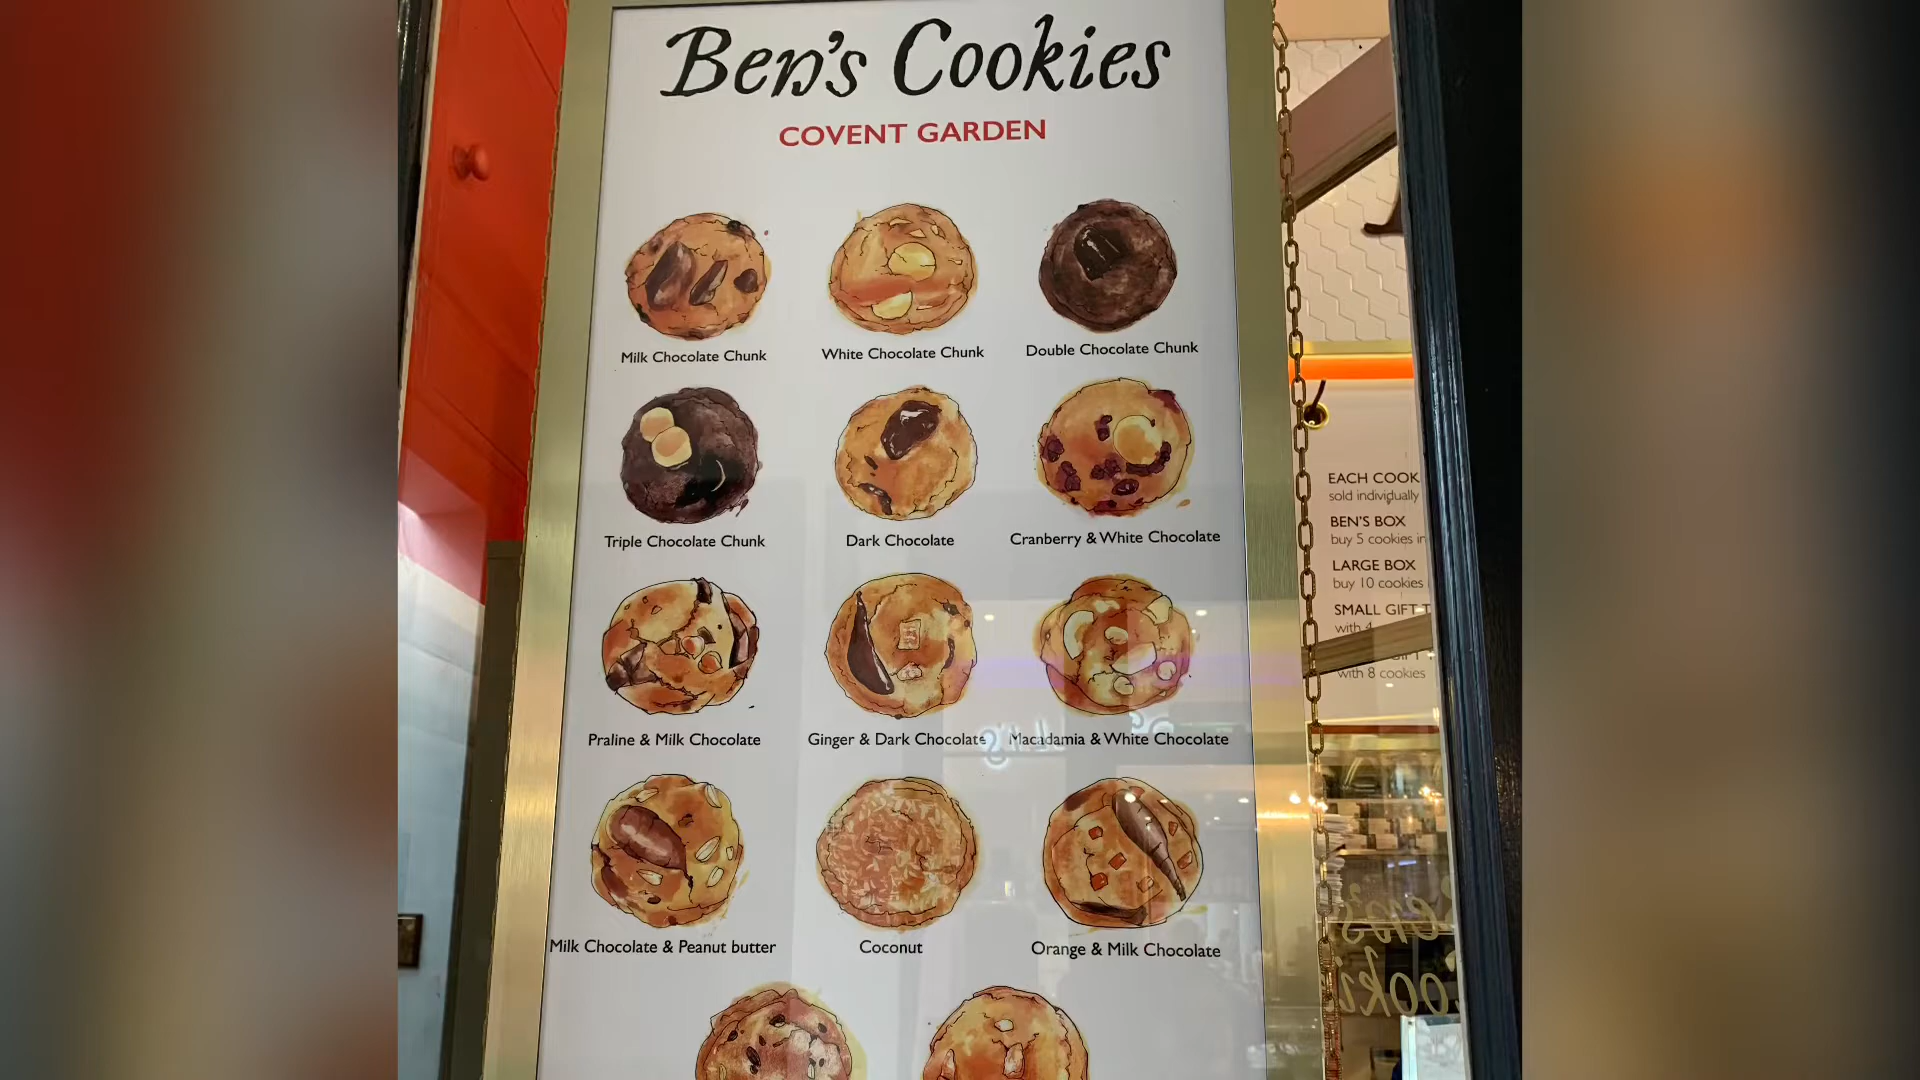 Ben's Cookies
COVENT GARDEN
Milk Chocolate Chunk
White Chocolate Chunk
Double Chocolate Chunk
Triple Chocolate Chunk
Dark Chocolate
Cranberry & White Chocolate
Praline & Milk Chocolate
Ginger & Dark Chocolate
Macadamia & White Chocolate
Milk Chocolate & Peanut butter
Coconut
Orange & Milk Chocolate
EACH COOK
sold individually
BEN'S BOX
buy 5 cookies in
LARGE BOX
buy 10 cookies
SMALL GIFT T
with 4
with 8 cookies
Ben's
Cooki